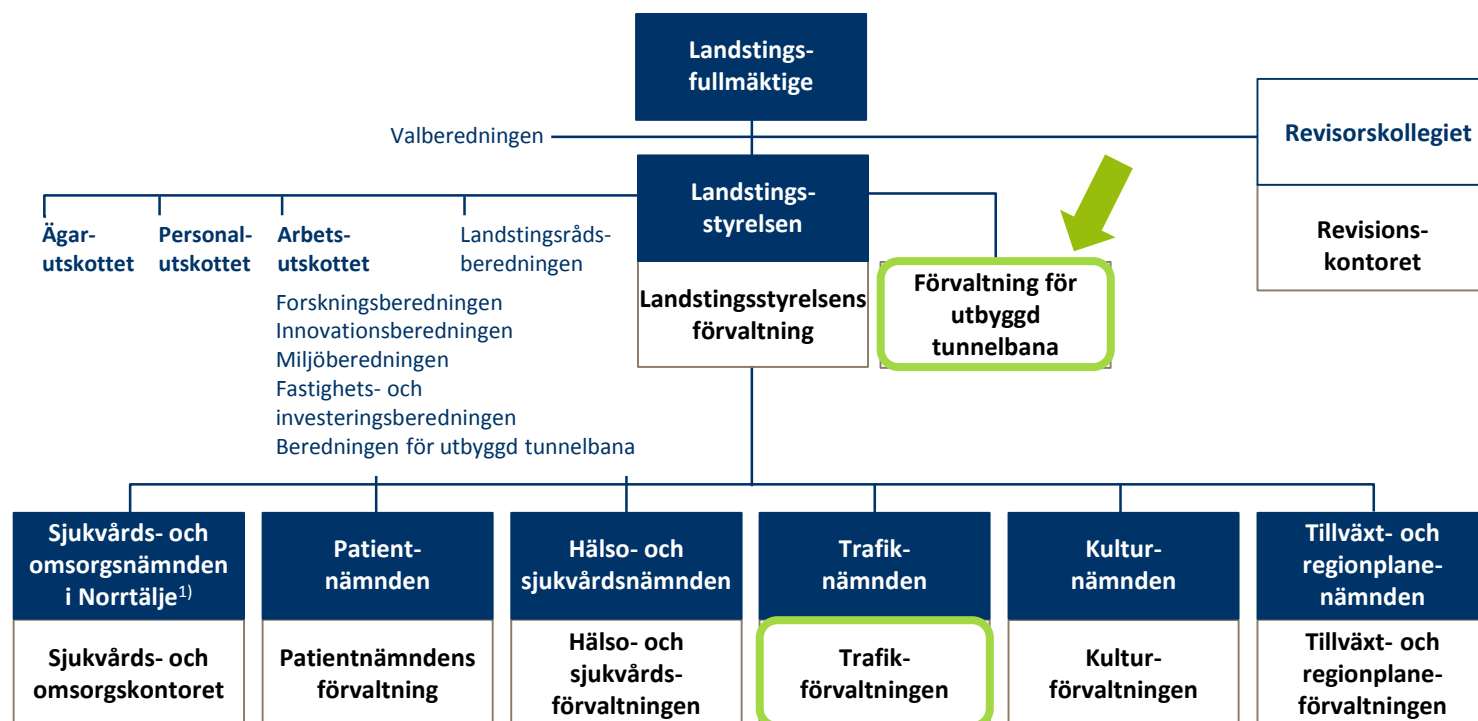 Landstings-
fullmäktige
Valberedningen
Revisorskollegiet
Revisions-
kontoret
Landstings-
styrelsen
Landstingsstyrelsens
förvaltning
Förvaltning för
utbyggd
tunnelbana
Ägar-
utskottet
Personal-
utskottet
Arbets-
utskottet
Landstingsråds-
beredningen
Forskningsberedningen
Innovationsberedningen
Miljöberedningen
Fastighets- och
investeringsberedningen
Beredningen för utbyggd tunnelbana
Sjukvårds- och
omsorgsnämnden
i Norrtälje1)
Sjukvårds- och
omsorgskontoret
Patient-
nämnden
Patientnämndens
förvaltning
Hälso- och
sjukvårdsnämnden
Hälso- och
sjukvårds-
förvaltningen
Trafik-
nämnden
Trafik-
förvaltningen
Kultur-
nämnden
Kultur-
förvaltningen
Tillväxt- och
regionplane-
nämnden
Tillväxt- och
regionplane-
förvaltningen